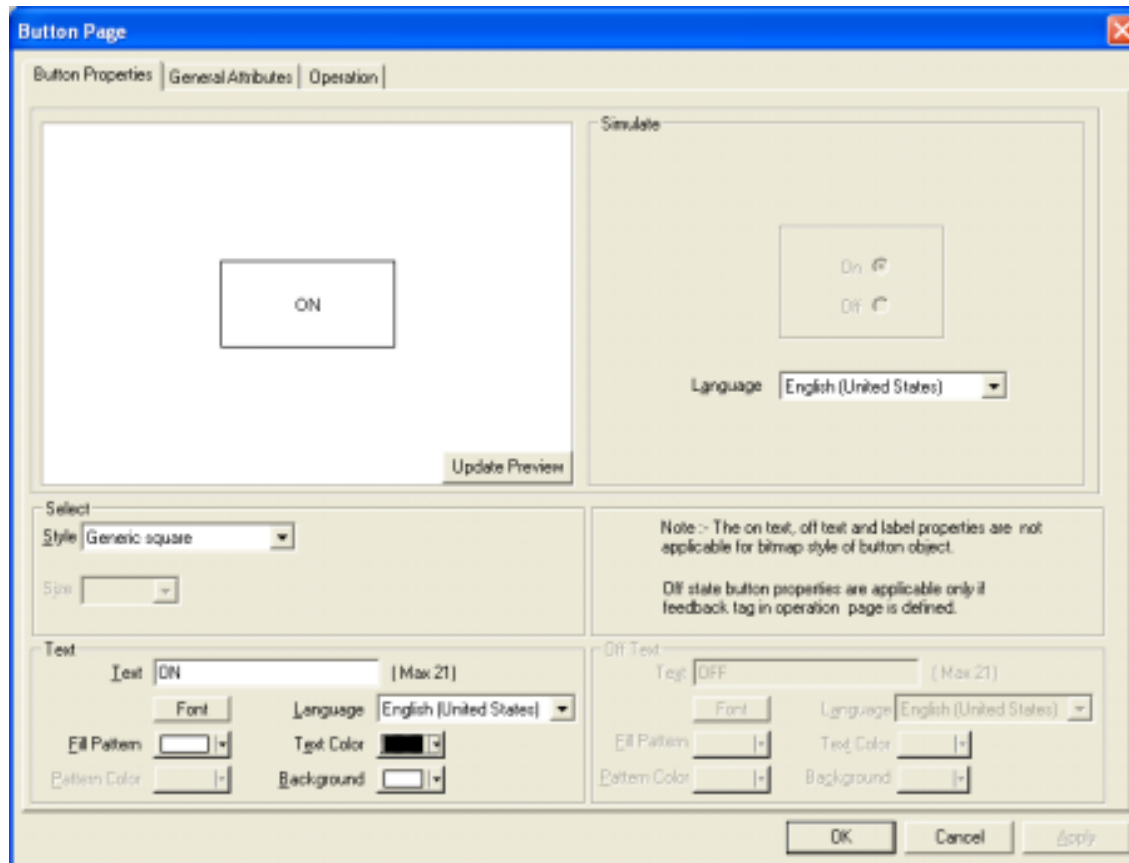 Button Page
Button Properties General Attributes Operation
Simulate
ON
On
Off
Language English (United States)
Update Preview
Select
Style Generic square
Size
Note :- The on text, off text and label properties are not
applicable for bitmap style of button object.
Off state button properties are applicable only if
feedback tag in operation page is defined.
Text
Text ON (Max 21)
Font Language English (United States)
Fill Pattern Text Color
Pattern Color Background
Off Text
Text OFF (Max 21)
Font Language English (United States)
Fill Pattern Text Color
Pattern Color Background
OK Cancel Apply